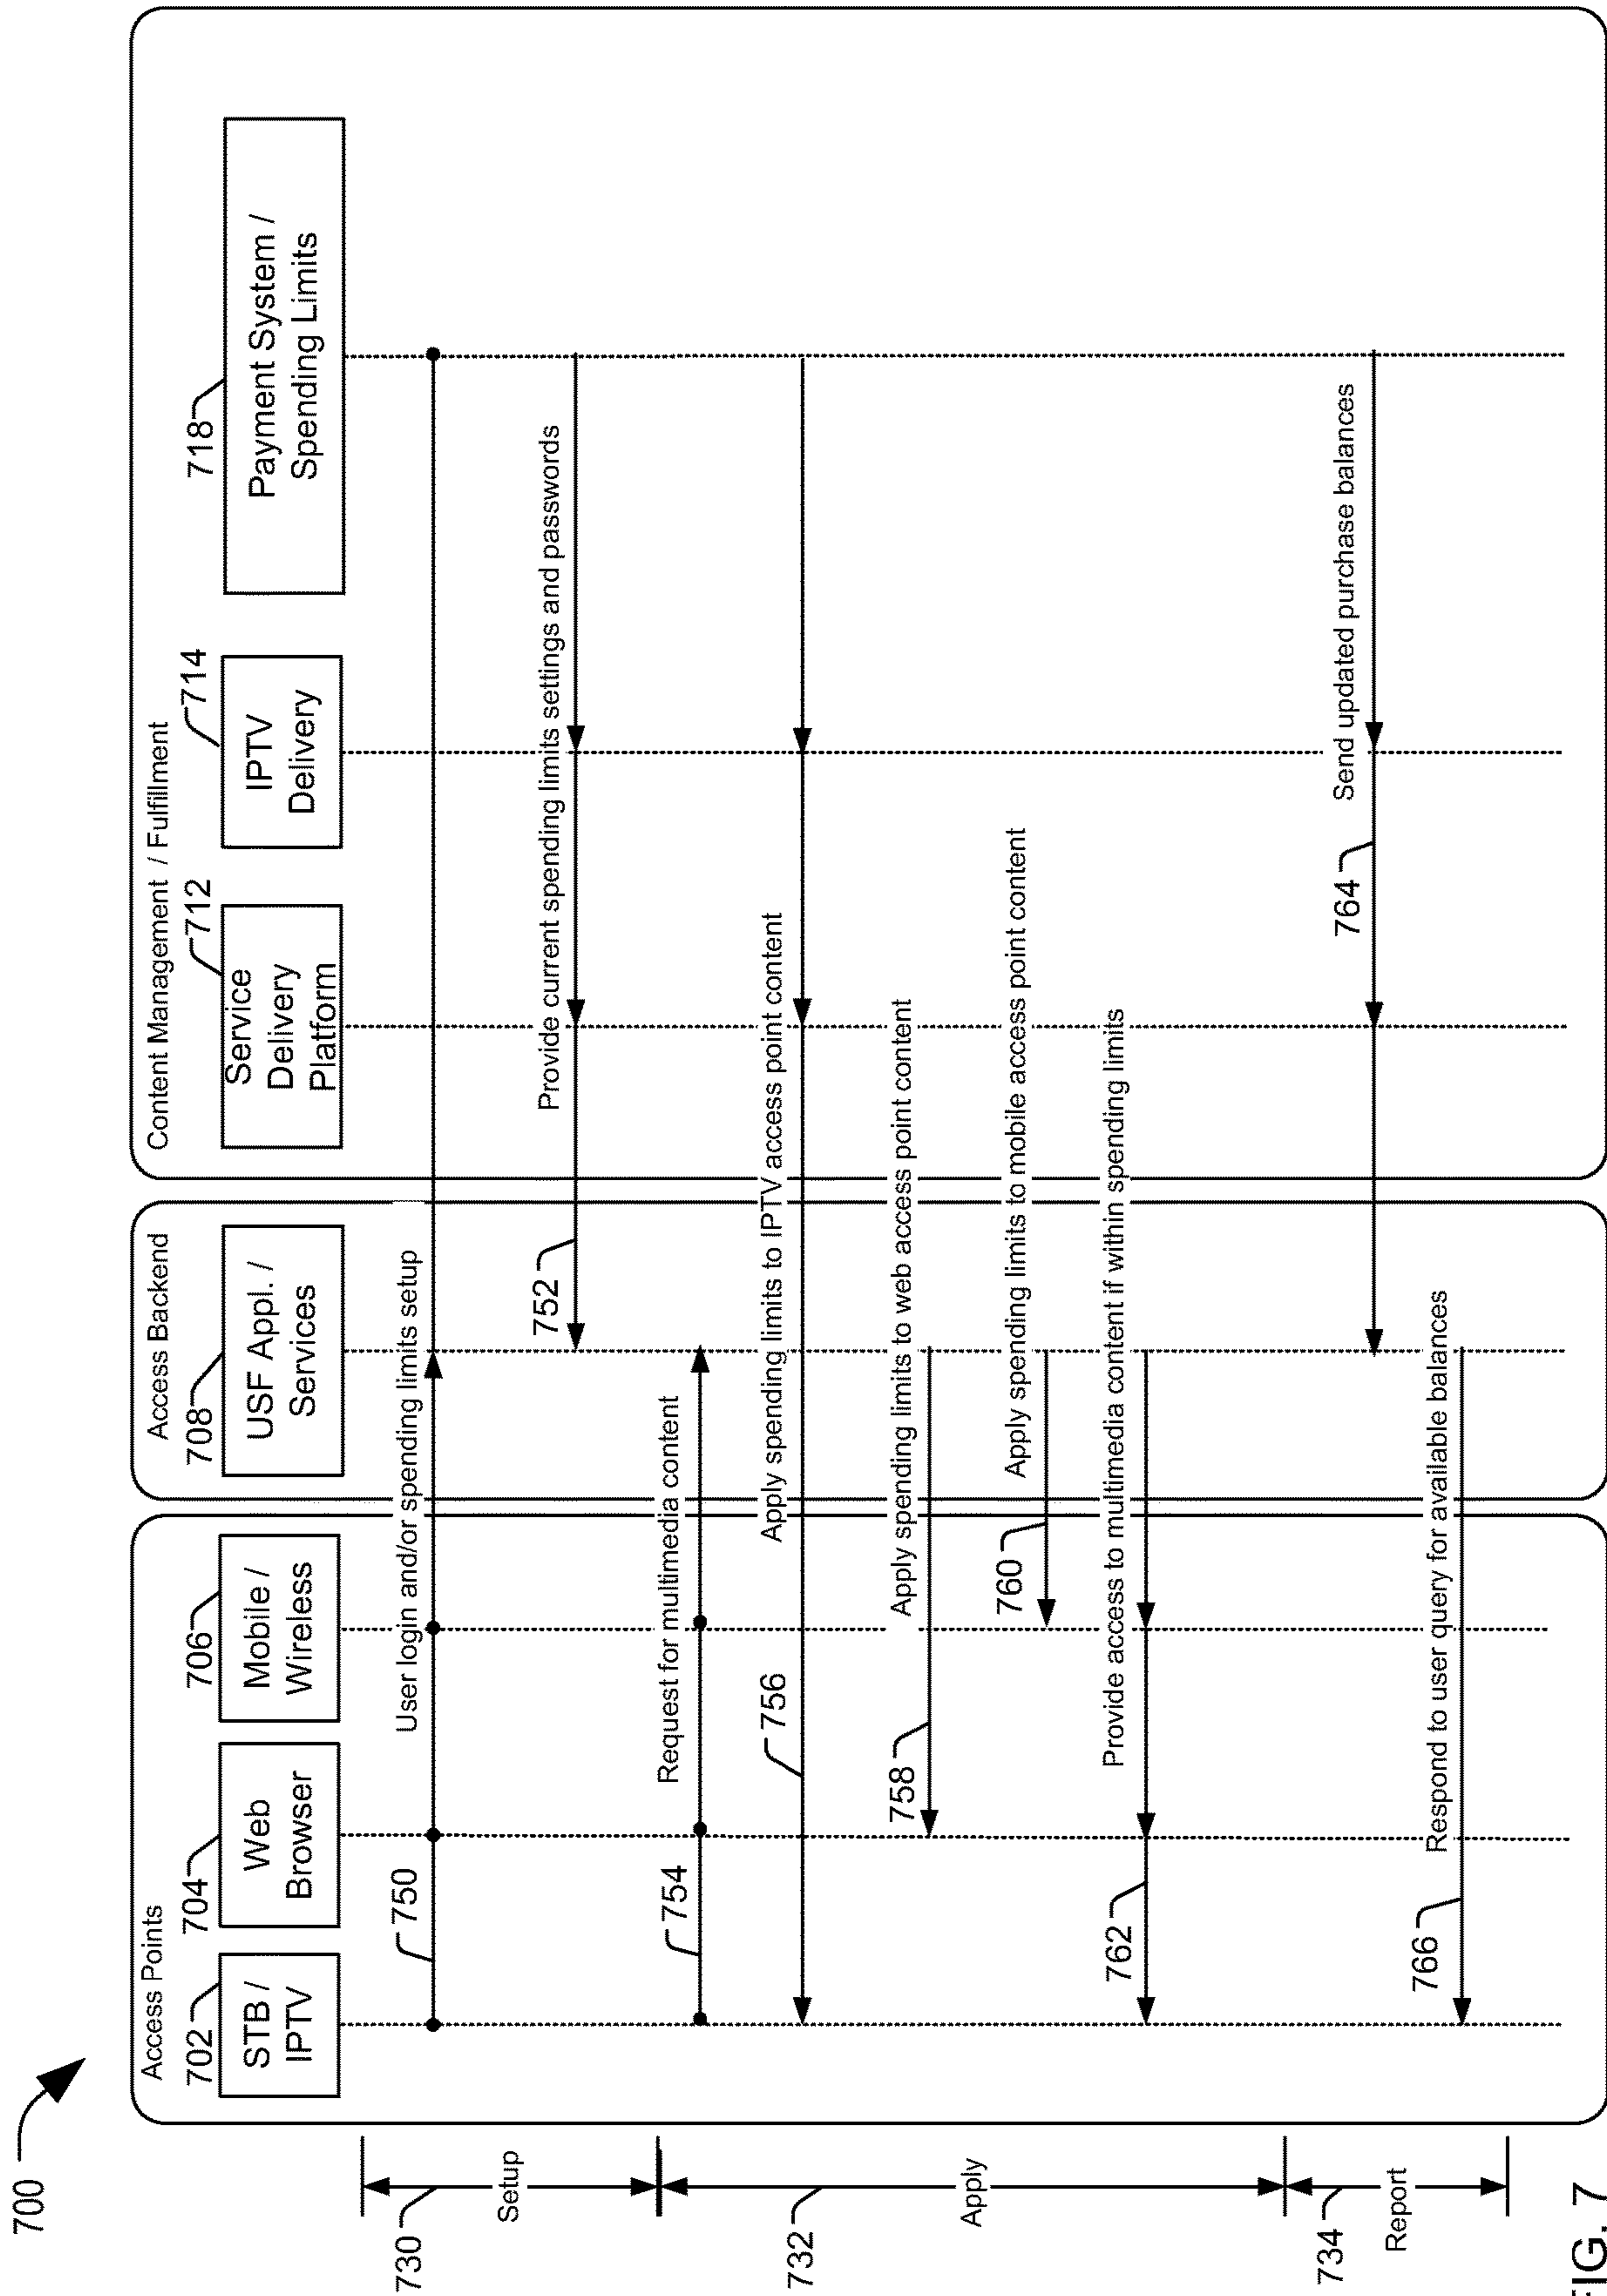 700
Access Points
Access Backend
Content Management / Fulfillment
702
704
706
708
712
714
718
STB /
IPTV
Web
Browser
Mobile /
Wireless
USF Appl. /
Services
Service
Delivery
Platform
IPTV
Delivery
Payment System /
Spending Limits
730
Setup
750
User login and/or spending limits setup
752
Provide current spending limits settings and passwords
732
Apply
754
Request for multimedia content
756
Apply spending limits to IPTV access point content
758
Apply spending limits to web access point content
760
Apply spending limits to mobile access point content
762
Provide access to multimedia content if within spending limits
734
Report
764
Send updated purchase balances
766
Respond to user query for available balances
FIG. 7